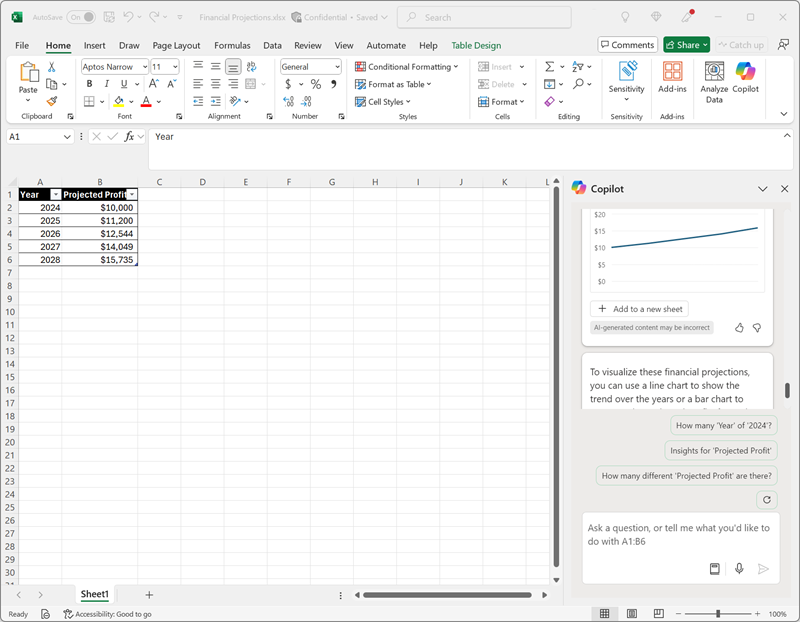 AutoSave On Financial Projections.xlsx Confidential • Saved Search
File Home Insert Draw Page Layout Formulas Data Review View Automate Help Table Design Comments Share Catch up
Paste
Clipboard
Aptos Narrow 11
B I U
Font
ab
Alignment
General
$ % ,
Number
Conditional Formatting
Format as Table
Cell Styles
Styles
Insert
Delete
Format
Cells
Editing
Sensitivity
Sensitivity
Add-ins
Add-ins
Analyze
Data
Copilot
A1 fx Year
A B C D E F G H I J K L
1 Year Projected Profit
2 2024 $10,000
3 2025 $11,200
4 2026 $12,544
5 2027 $14,049
6 2028 $15,735
7
8
9
10
11
12
13
14
15
16
17
18
19
20
21
22
23
24
25
26
27
28
29
30
Copilot
$20
$15
$10
$5
$0
+ Add to a new sheet
AI-generated content may be incorrect
To visualize these financial projections,
you can use a line chart to show the
trend over the years or a bar chart to
How many 'Year' of '2024'?
Insights for 'Projected Profit'
How many different 'Projected Profit' are there?
Ask a question, or tell me what you'd like to
do with A1:B6
Sheet1
Ready Accessibility: Good to go 100%